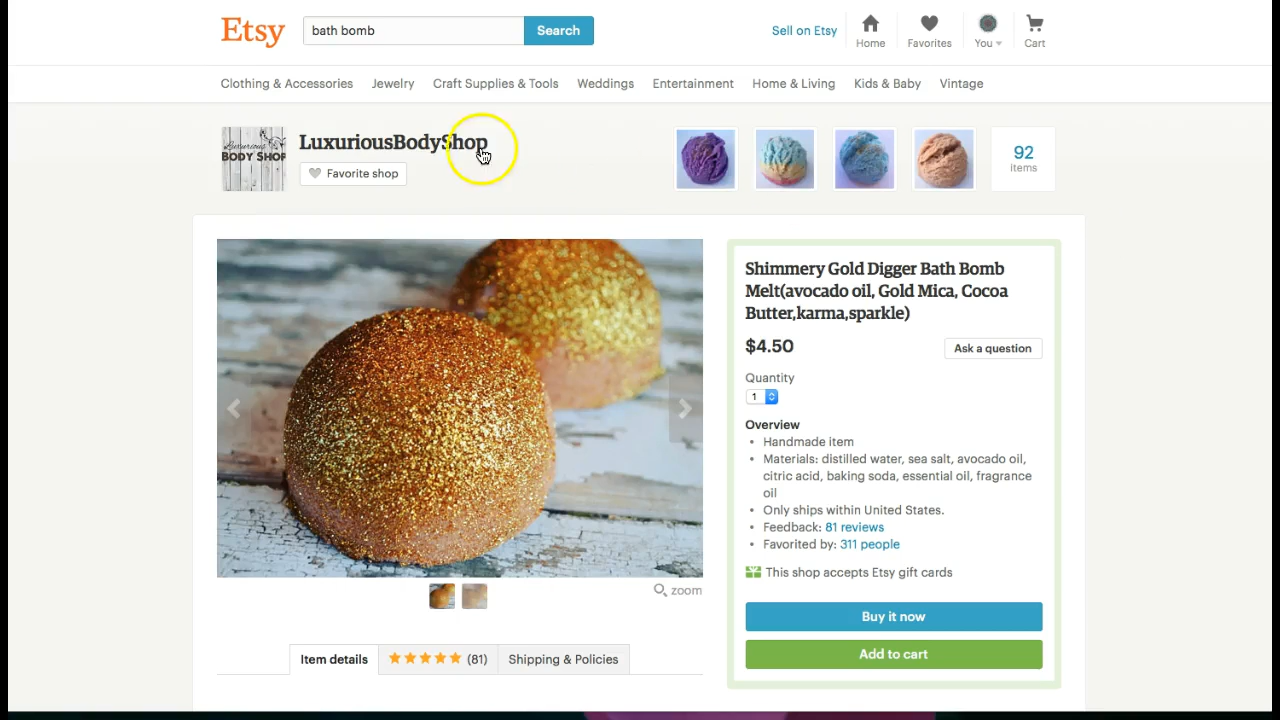 Etsy
bath bomb
Search
Sell on Etsy
Home
Favorites
You
Cart
Clothing & Accessories
Jewelry
Craft Supplies & Tools
Weddings
Entertainment
Home & Living
Kids & Baby
Vintage
Luxurious
BODY SHOP
LuxuriousBodyShop
Favorite shop
92
items
Shimmery Gold Digger Bath Bomb
Melt(avocado oil, Gold Mica, Cocoa
Butter,karma,sparkle)
$4.50
Ask a question
Quantity
1
Overview
• Handmade item
• Materials: distilled water, sea salt, avocado oil,
citric acid, baking soda, essential oil, fragrance
oil
• Only ships within United States.
• Feedback: 81 reviews
• Favorited by: 311 people
This shop accepts Etsy gift cards
Buy it now
Add to cart
zoom
Item details
(81)
Shipping & Policies